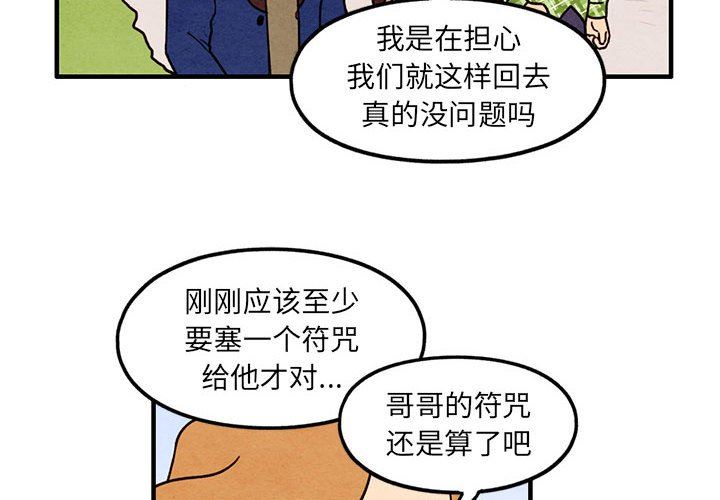 我是在担心
我们就这样回去
真的没问题吗
刚刚应该至少
要塞一个符咒
给他才对...
哥哥的符咒
还是算了吧